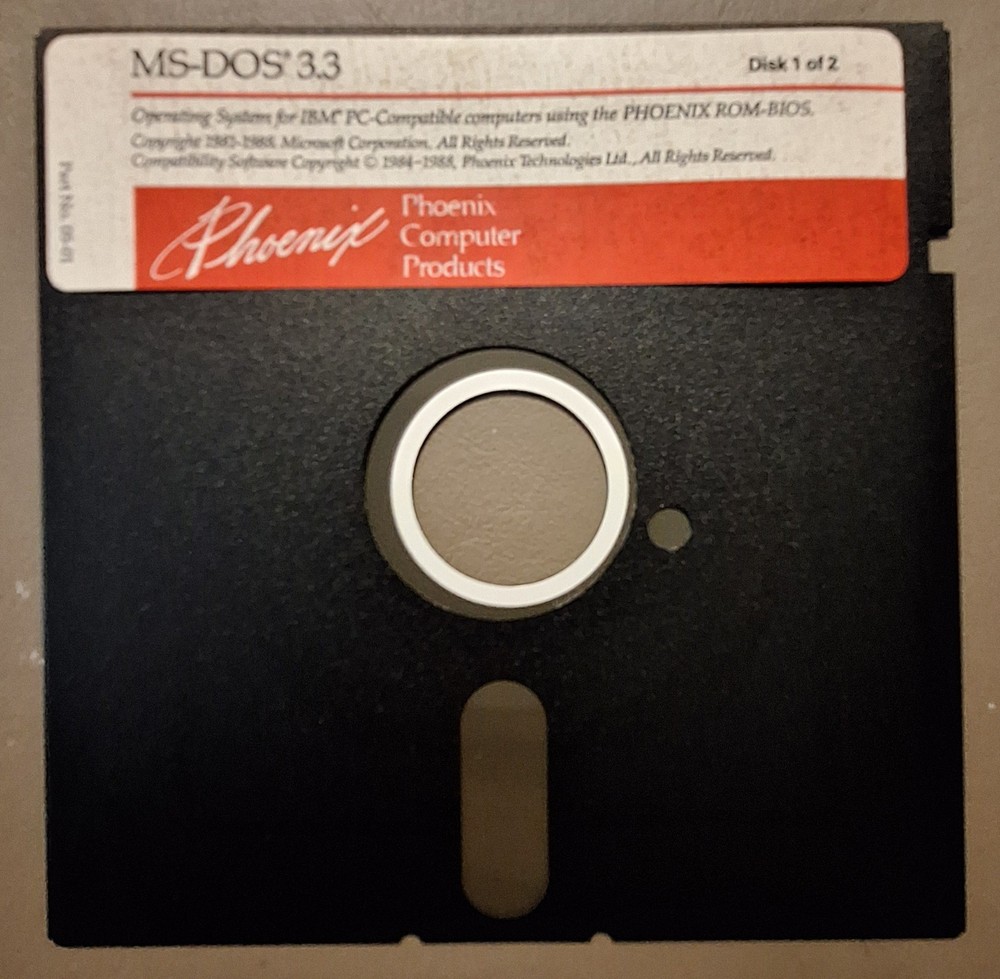 MS-DOS® 3.3
Disk 1 of 2
Operating System for IBM® PC-Compatible computers using the PHOENIX ROM-BIOS.
Copyright 1981-1988, Microsoft Corporation, All Rights Reserved.
Compatibility Software Copyright © 1984-1988, Phoenix Technologies Ltd., All Rights Reserved.
Phoenix
Phoenix
Computer
Products
Part No.